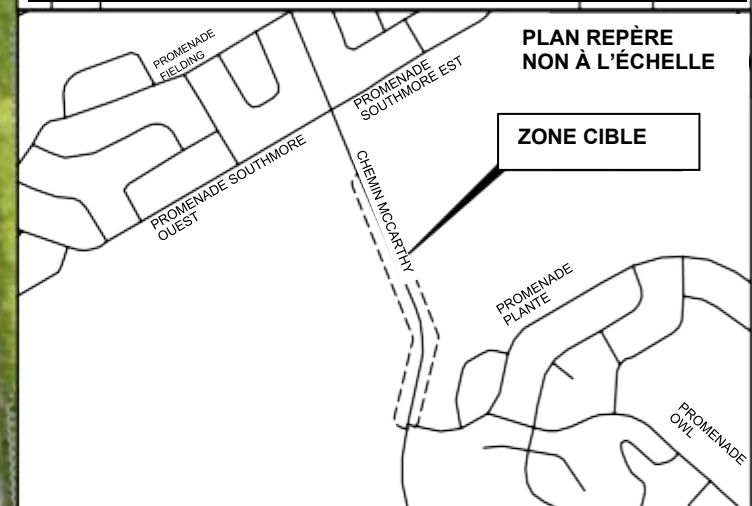 PLAN REPÈRE
NON À L'ÉCHELLE
PROMENADE
FIELDING
PROMENADE
SOUTHMORE EST
ZONE CIBLE
PROMENADE SOUTHMORE
OUEST
CHEMIN MCCARTHY
PROMENADE
PLANTE
PROMENADE
OWL